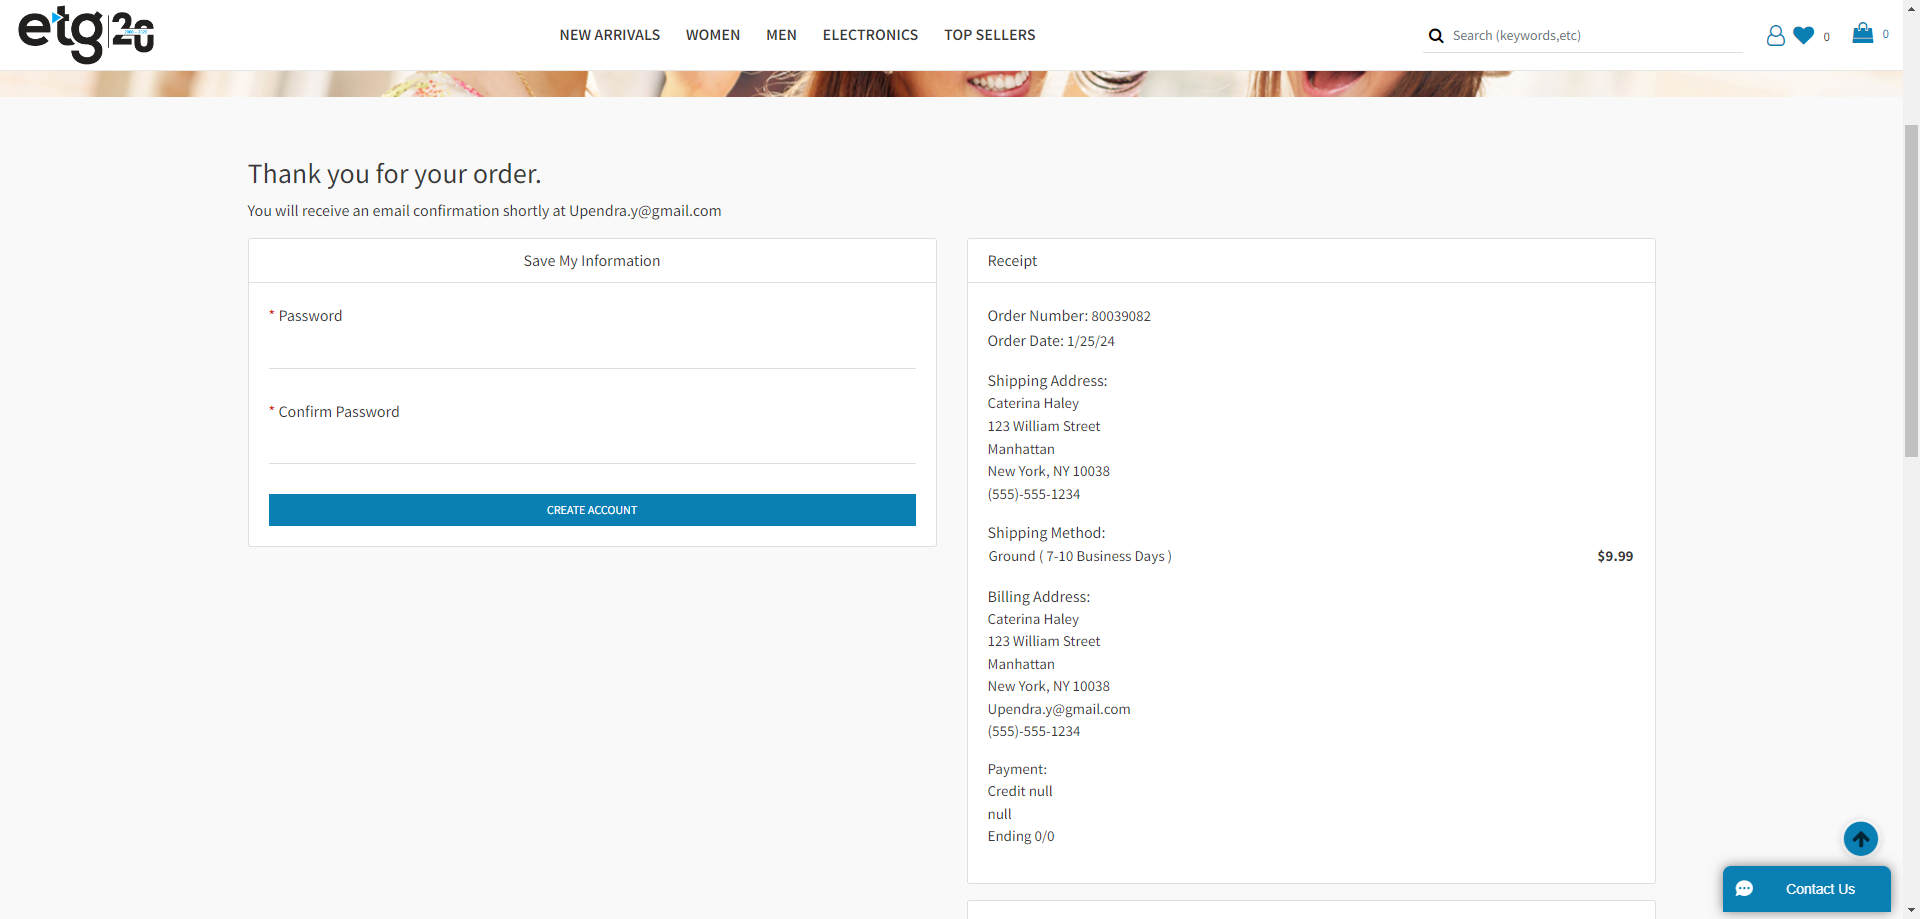 etg 20
NEW ARRIVALS WOMEN MEN ELECTRONICS TOP SELLERS
Search (keywords,etc)
0
0
Thank you for your order.
You will receive an email confirmation shortly at Upendra.y@gmail.com
Save My Information
* Password
* Confirm Password
CREATE ACCOUNT
Receipt
Order Number: 80039082
Order Date: 1/25/24
Shipping Address:
Caterina Haley
123 William Street
Manhattan
New York, NY 10038
(555)-555-1234
Shipping Method:
Ground ( 7-10 Business Days ) $9.99
Billing Address:
Caterina Haley
123 William Street
Manhattan
New York, NY 10038
Upendra.y@gmail.com
(555)-555-1234
Payment:
Credit null
null
Ending 0/0
Contact Us